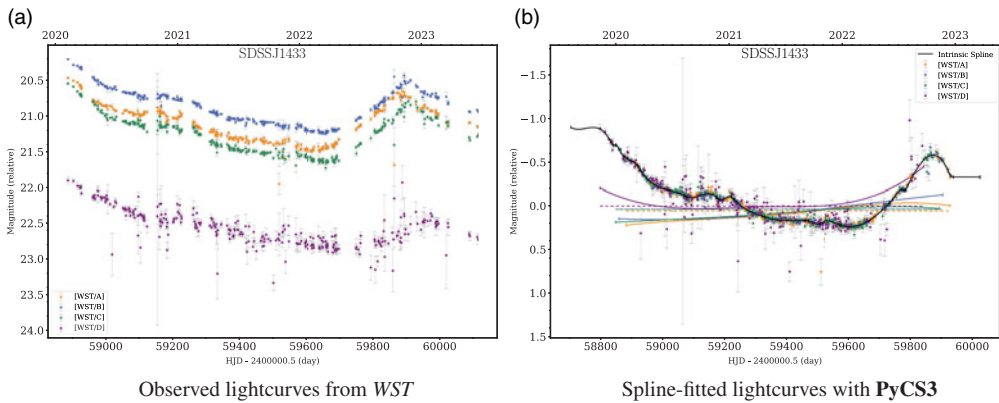 (a)
2020 2021 2022 2023
SDSSJ1433
20.5
21.0
21.5
22.0
22.5
23.0
23.5
24.0
Magnitude (relative)
[WST/A]
[WST/B]
[WST/C]
[WST/D]
59000 59200 59400 59600 59800 60000
HJD - 2400000.5 (day)
Observed lightcurves from WST
(b)
2020 2021 2022 2023
SDSSJ1433
−1.5
−1.0
−0.5
0.0
0.5
1.0
1.5
Magnitude (relative)
Intrinsic Spline
[WST/A]
[WST/B]
[WST/C]
[WST/D]
58800 59000 59200 59400 59600 59800 60000
HJD - 2400000.5 (day)
Spline-fitted lightcurves with PyCS3